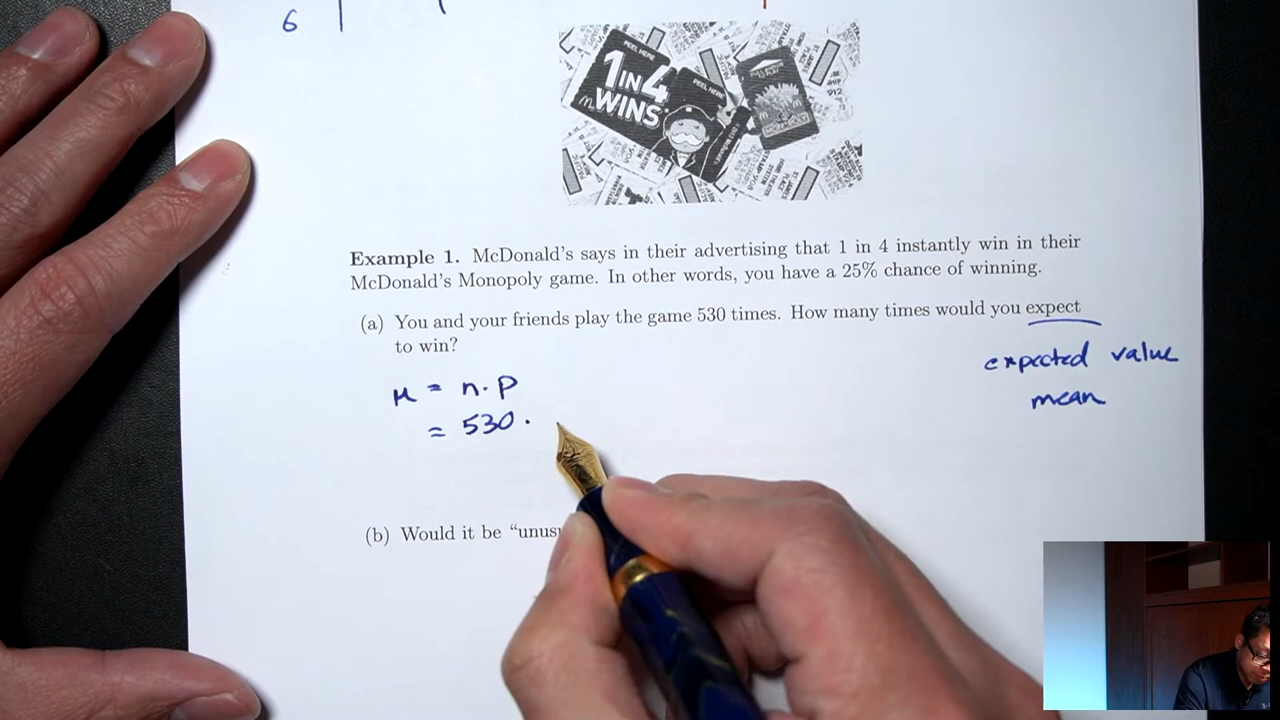 6
PEEL HERE
1 IN 4
WINS
PEEL HERE
Example 1. McDonald's says in their advertising that 1 in 4 instantly win in their
McDonald's Monopoly game. In other words, you have a 25% chance of winning.
(a) You and your friends play the game 530 times. How many times would you expect
to win?
expected value
mean
μ = n·p
= 530·
(b) Would it be "unus